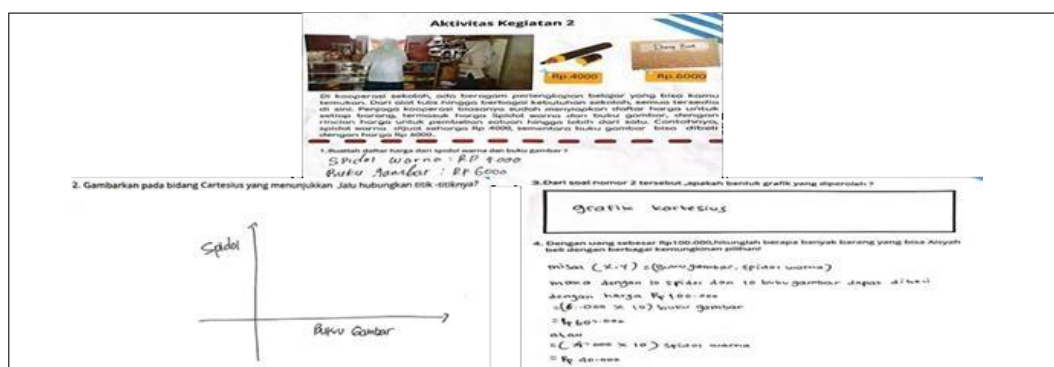 Aktivitas Kegiatan 2
Rp.4000
Rp.6000
Di kooperasi sekolah, ada beragam perlengkapan belajar yang bisa kamu
temukan. Dari alat tulis hingga berbagai kebutuhan sekolah, semua tersedia
di sini. Penjaga kooperasi biasanya sudah menyiapkan daftar harga untuk
setiap barang, termasuk harga Spidol warna dan buku gambar, dengan
rincian harga untuk pembelian satuan hingga lebih dari satu. Contohnya,
spidol warna dijual seharga Rp 4000, sementara buku gambar bisa dibeli
dengan harga Rp 6000.
1. Buatlah daftar harga dari spidol warna dan buku gambar ?
Spidol warna : RP 4.000
Buku Gambar : RP 6000
2. Gambarkan pada bidang Cartesius yang menunjukkan ,lalu hubungkan titik -titiknya?
Spidol
Buku Gambar
3.Dari soal nomor 2 tersebut ,apakah bentuk grafik yang diperoleh ?
grafik kartesius
4. Dengan uang sebesar Rp100.000,hitunglah berapa banyak barang yang bisa Aisyah
beli dengan berbagai kemungkinan pilihan!
misal (x,y) = (Buku gambar, spidol warna)
maka dengan 10 spidol dan 10 buku gambar dapat dibeli
dengan harga Rp 100.000
= (6.000 x 10) buku gambar
= Rp 60.000
atau
= (4.000 x 10) spidol warna
= Rp 40.000